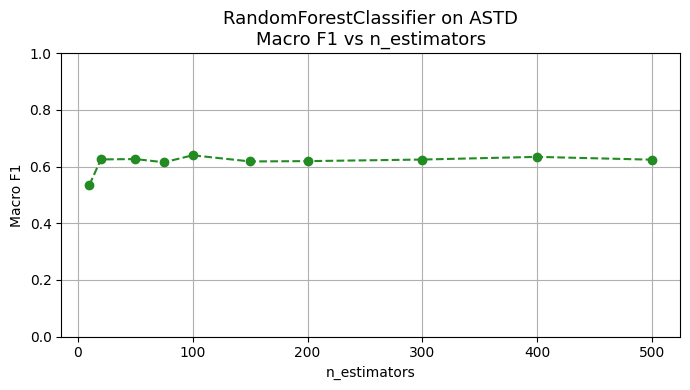 RandomForestClassifier on ASTD
Macro F1 vs n_estimators
1.0
0.8
0.6
0.4
0.2
0.0
Macro F1
0 100 200 300 400 500
n_estimators